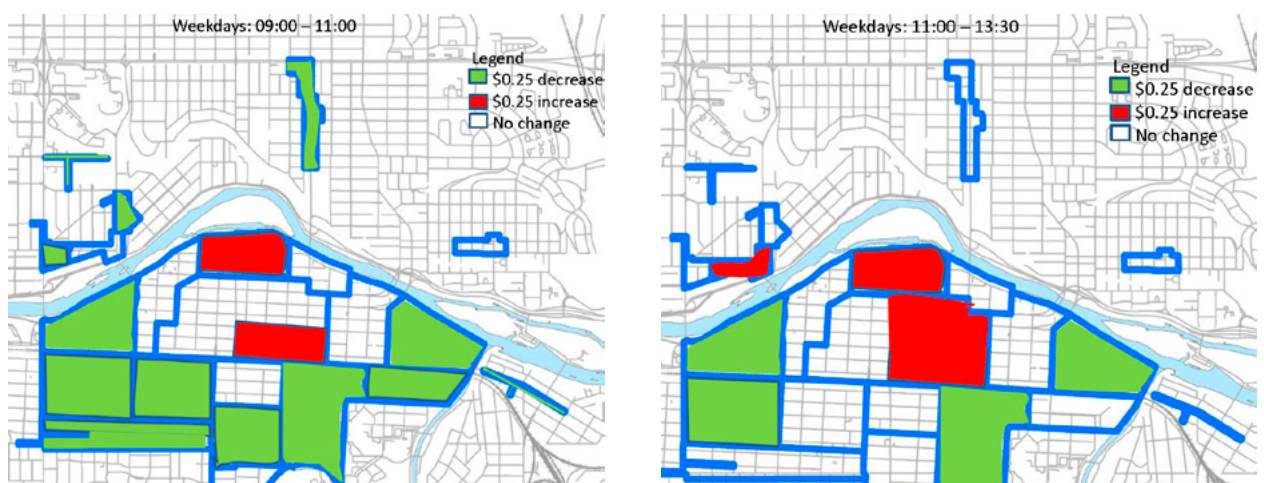 Weekdays: 09:00 – 11:00
Legend
$0.25 decrease
$0.25 increase
No change
Weekdays: 11:00 – 13:30
Legend
$0.25 decrease
$0.25 increase
No change